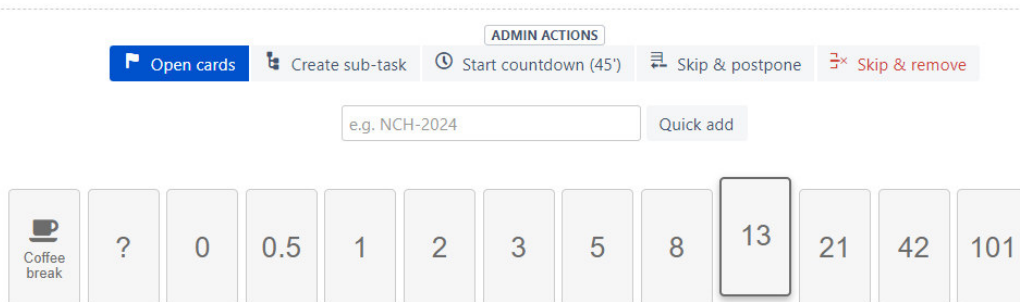 ADMIN ACTIONS
Open cards Create sub-task Start countdown (45') Skip & postpone Skip & remove
e.g. NCH-2024 Quick add
Coffee break ? 0 0.5 1 2 3 5 8 13 21 42 101